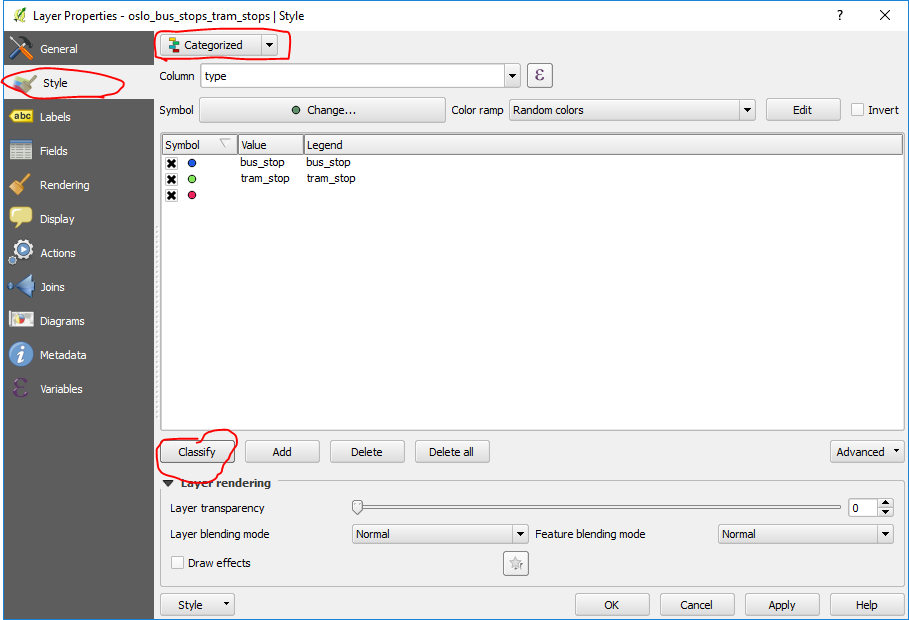 Layer Properties - oslo_bus_stops_tram_stops | Style
?
General
Style
Labels
abc
Fields
Rendering
Display
Actions
Joins
Diagrams
Metadata
Variables
Categorized
Column type ε
Symbol Change... Color ramp Random colors Edit Invert
Symbol Value Legend
bus_stop bus_stop
tram_stop tram_stop
Classify Add Delete Delete all Advanced
Layer rendering
Layer transparency 0
Layer blending mode Normal Feature blending mode Normal
Draw effects
Style OK Cancel Apply Help